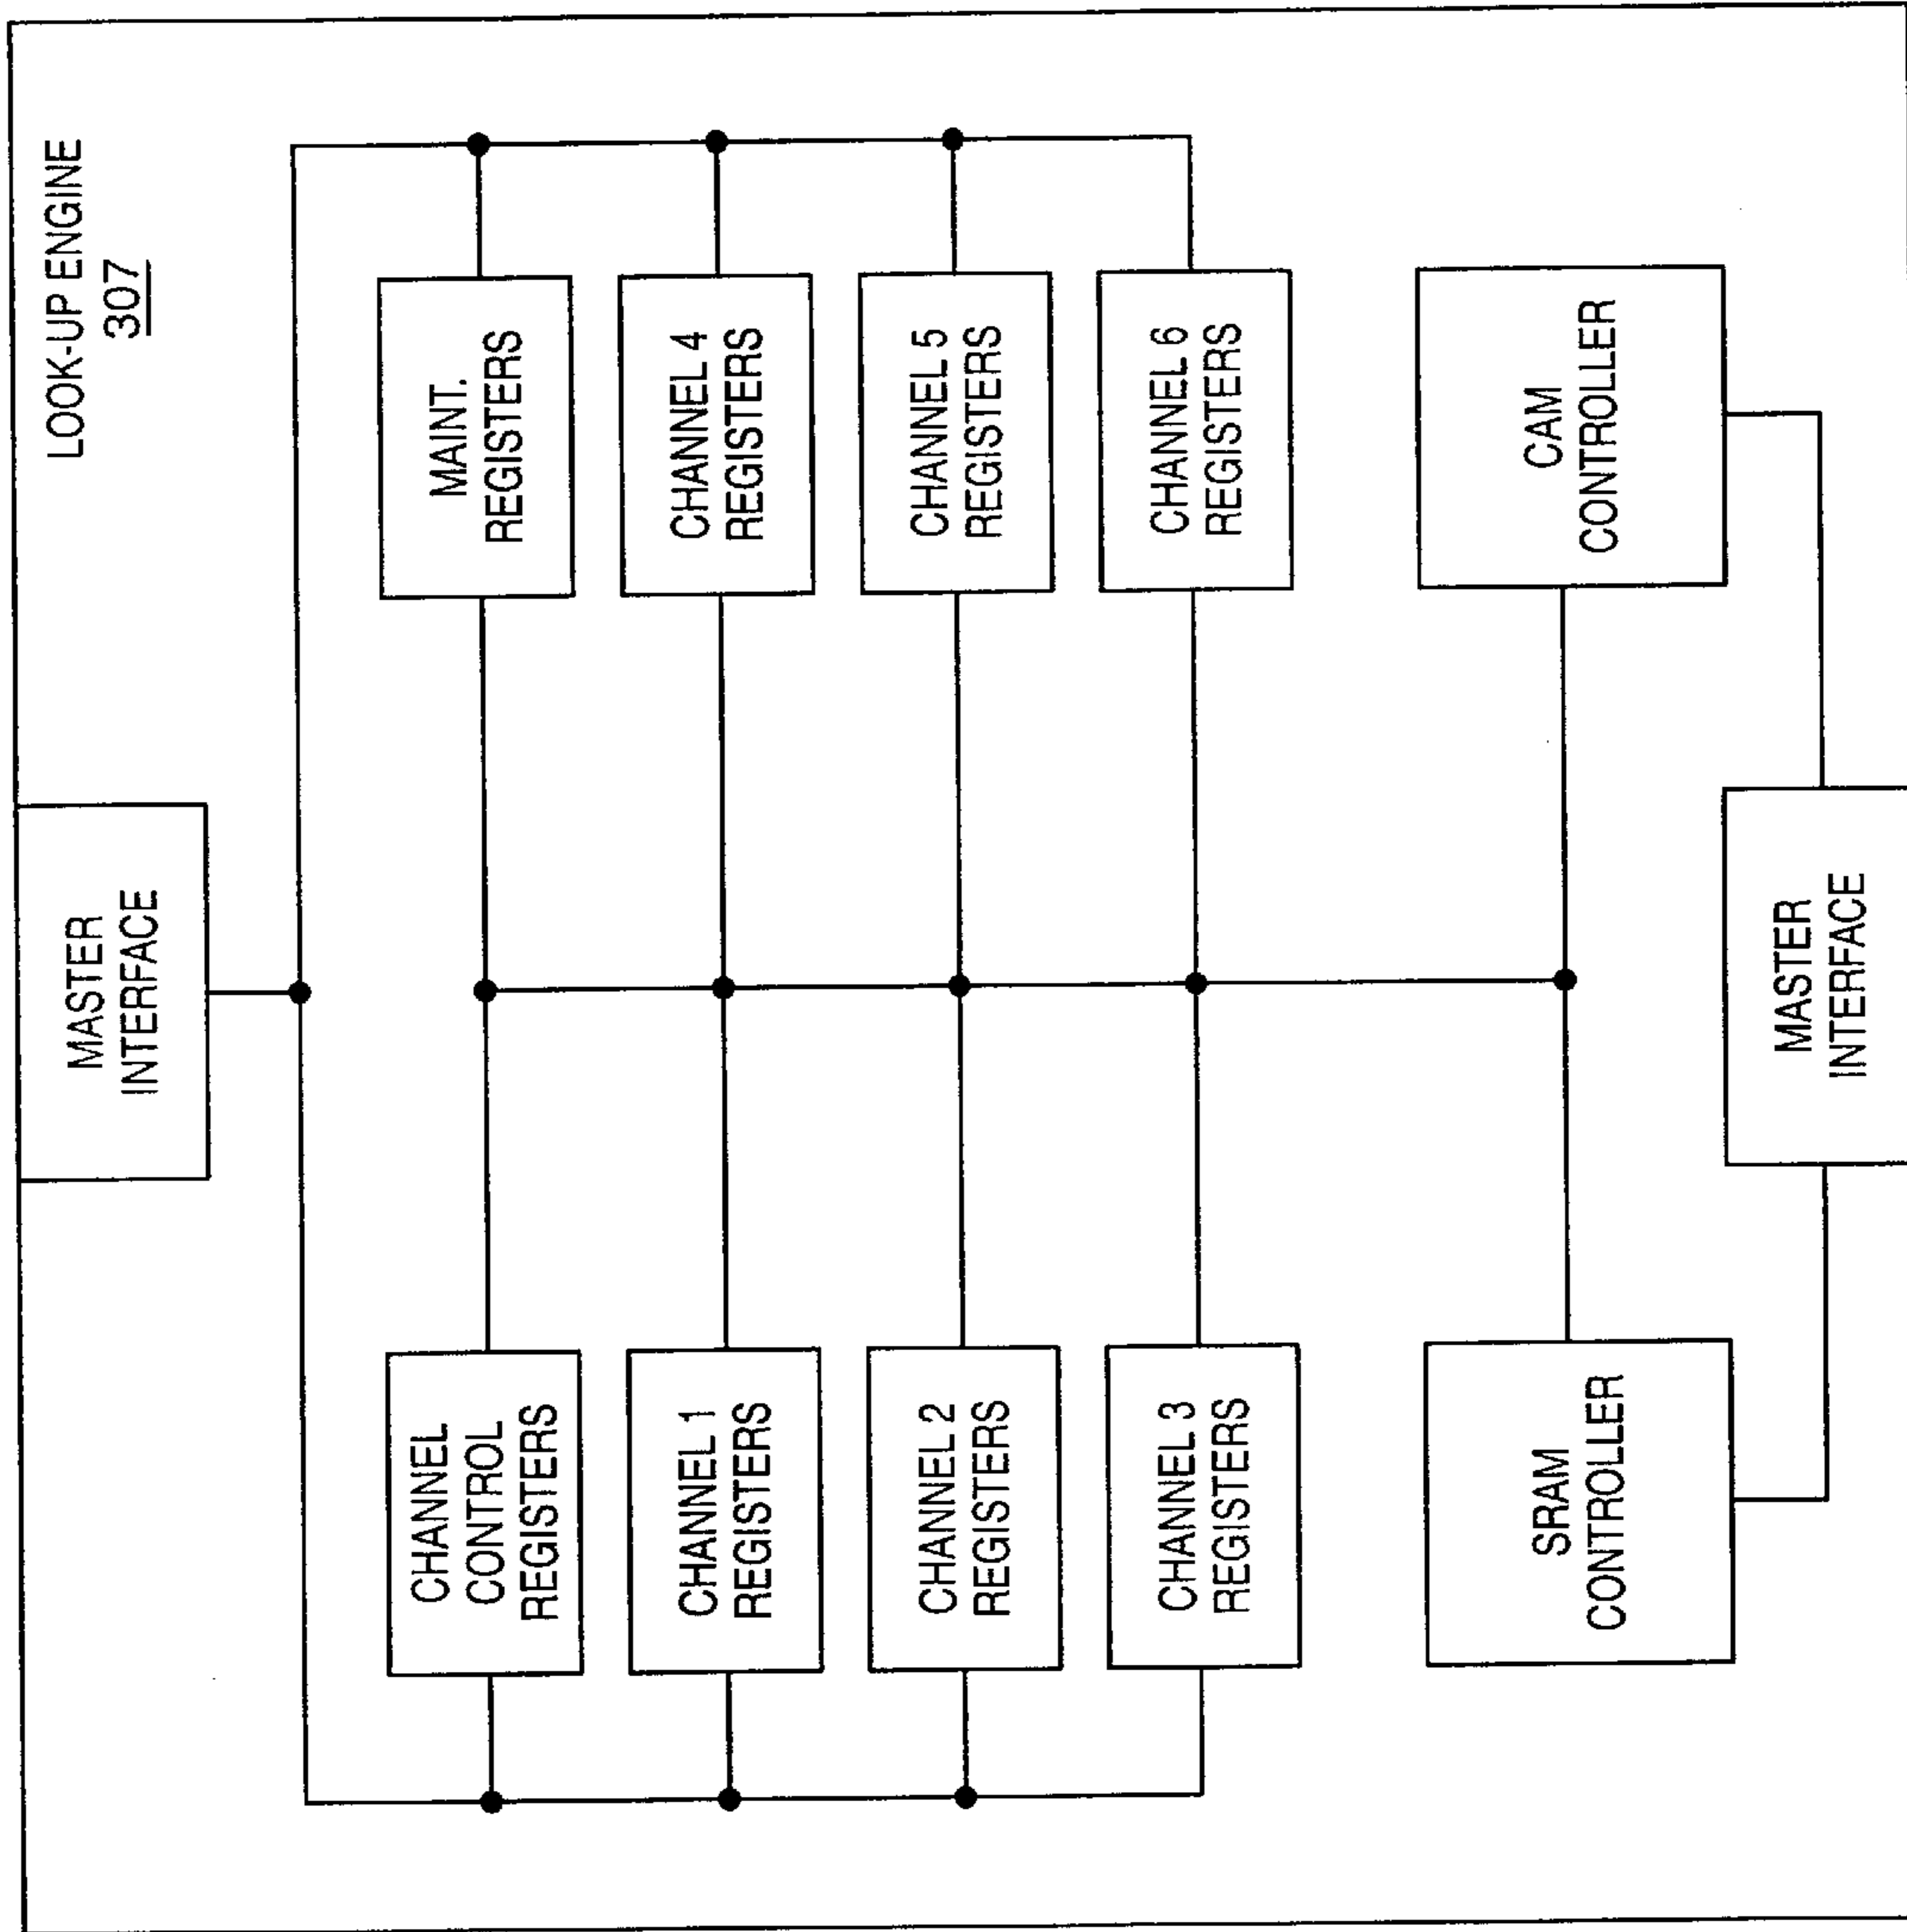 LOOK-UP ENGINE
307
MASTER
INTERFACE
MAINT.
REGISTERS
CHANNEL 4
REGISTERS
CHANNEL 5
REGISTERS
CHANNEL 6
REGISTERS
CHANNEL
CONTROL
REGISTERS
CHANNEL 1
REGISTERS
CHANNEL 2
REGISTERS
CHANNEL 3
REGISTERS
CAM
CONTROLLER
SRAM
CONTROLLER
MASTER
INTERFACE